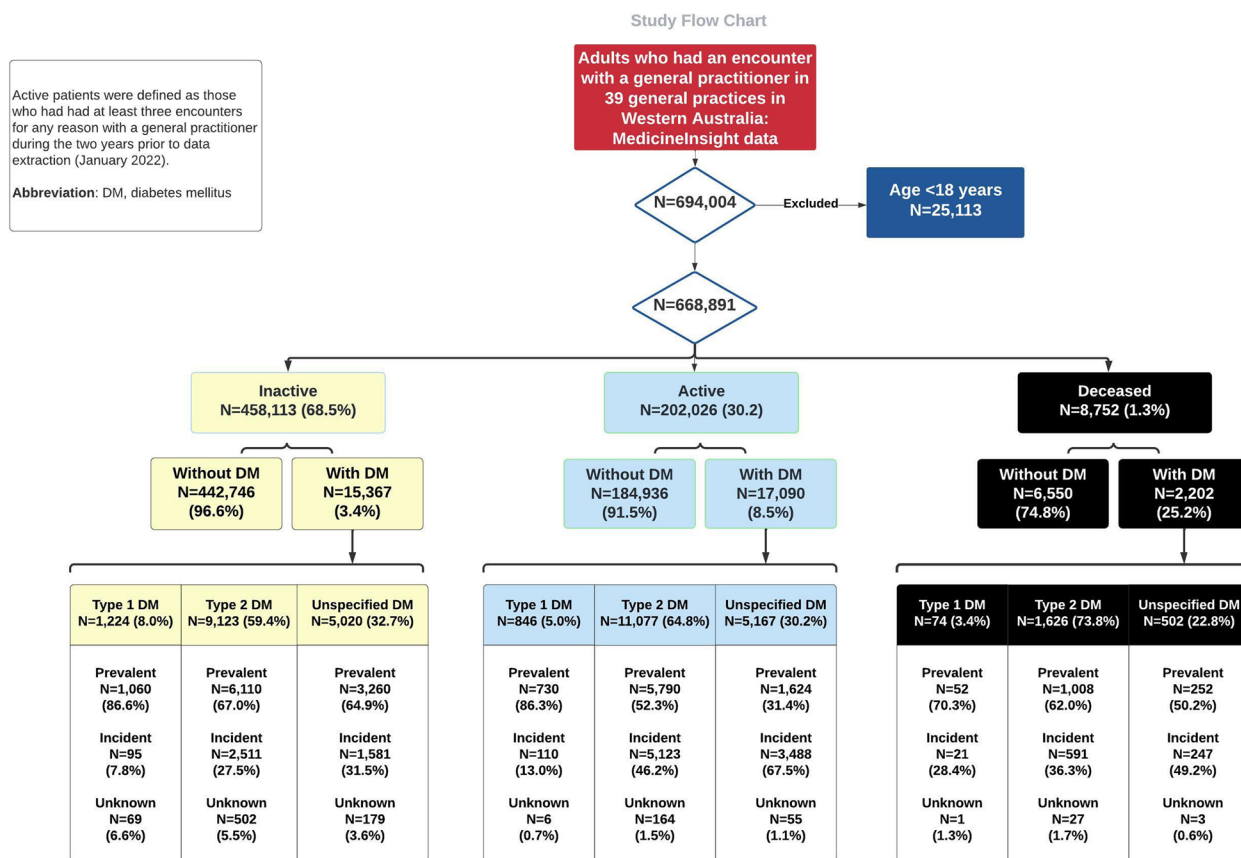 Study Flow Chart
Active patients were defined as those
who had had at least three encounters
for any reason with a general practitioner
during the two years prior to data
extraction (January 2022).
Abbreviation: DM, diabetes mellitus
Adults who had an encounter
with a general practitioner in
39 general practices in
Western Australia:
MedicineInsight data
N=694,004
Excluded
Age <18 years
N=25,113
N=668,891
Inactive
N=458,113 (68.5%)
Without DM
N=442,746
(96.6%)
With DM
N=15,367
(3.4%)
Type 1 DM
N=1,224 (8.0%)
Type 2 DM
N=9,123 (59.4%)
Unspecified DM
N=5,020 (32.7%)
Prevalent
N=1,060
(86.6%)
Incident
N=95
(7.8%)
Unknown
N=69
(6.6%)
Prevalent
N=6,110
(67.0%)
Incident
N=2,511
(27.5%)
Unknown
N=502
(5.5%)
Prevalent
N=3,260
(64.9%)
Incident
N=1,581
(31.5%)
Unknown
N=179
(3.6%)
Active
N=202,026 (30.2)
Without DM
N=184,936
(91.5%)
With DM
N=17,090
(8.5%)
Type 1 DM
N=846 (5.0%)
Type 2 DM
N=11,077 (64.8%)
Unspecified DM
N=5,167 (30.2%)
Prevalent
N=730
(86.3%)
Incident
N=110
(13.0%)
Unknown
N=6
(0.7%)
Prevalent
N=5,790
(52.3%)
Incident
N=5,123
(46.2%)
Unknown
N=164
(1.5%)
Prevalent
N=1,624
(31.4%)
Incident
N=3,488
(67.5%)
Unknown
N=55
(1.1%)
Deceased
N=8,752 (1.3%)
Without DM
N=6,550
(74.8%)
With DM
N=2,202
(25.2%)
Type 1 DM
N=74 (3.4%)
Type 2 DM
N=1,626 (73.8%)
Unspecified DM
N=502 (22.8%)
Prevalent
N=52
(70.3%)
Incident
N=21
(28.4%)
Unknown
N=1
(1.3%)
Prevalent
N=1,008
(62.0%)
Incident
N=591
(36.3%)
Unknown
N=27
(1.7%)
Prevalent
N=252
(50.2%)
Incident
N=247
(49.2%)
Unknown
N=3
(0.6%)